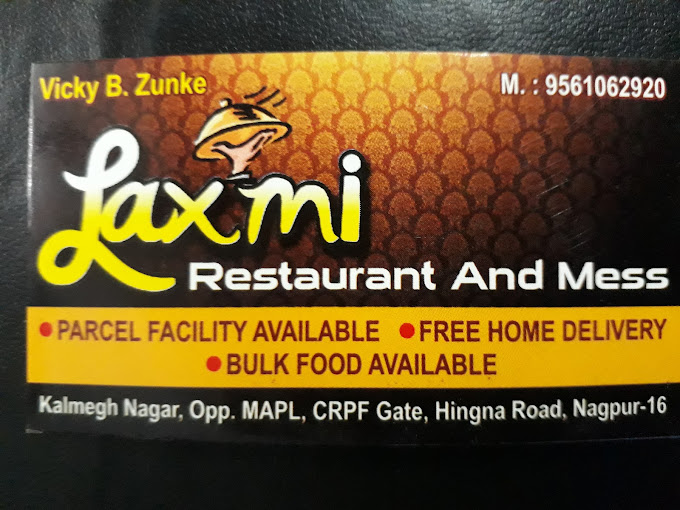 Vicky B. Zunke
M. : 9561062920
Laxmi
Restaurant And Mess
• PARCEL FACILITY AVAILABLE • FREE HOME DELIVERY
• BULK FOOD AVAILABLE
Kalmegh Nagar, Opp. MAPL, CRPF Gate, Hingna Road, Nagpur-16